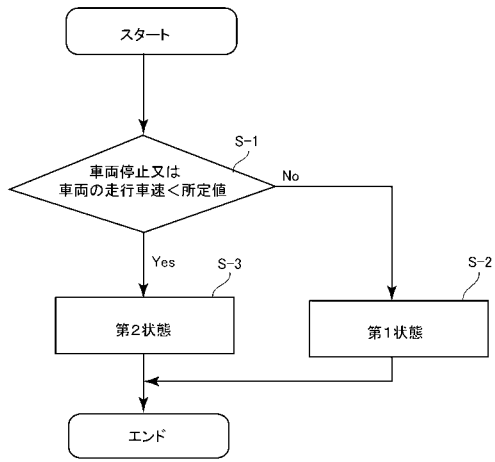 スタート
S-1
車両停止又は
車両の走行車速<所定値
No
Yes
S-3
第2状態
S-2
第1状態
エンド